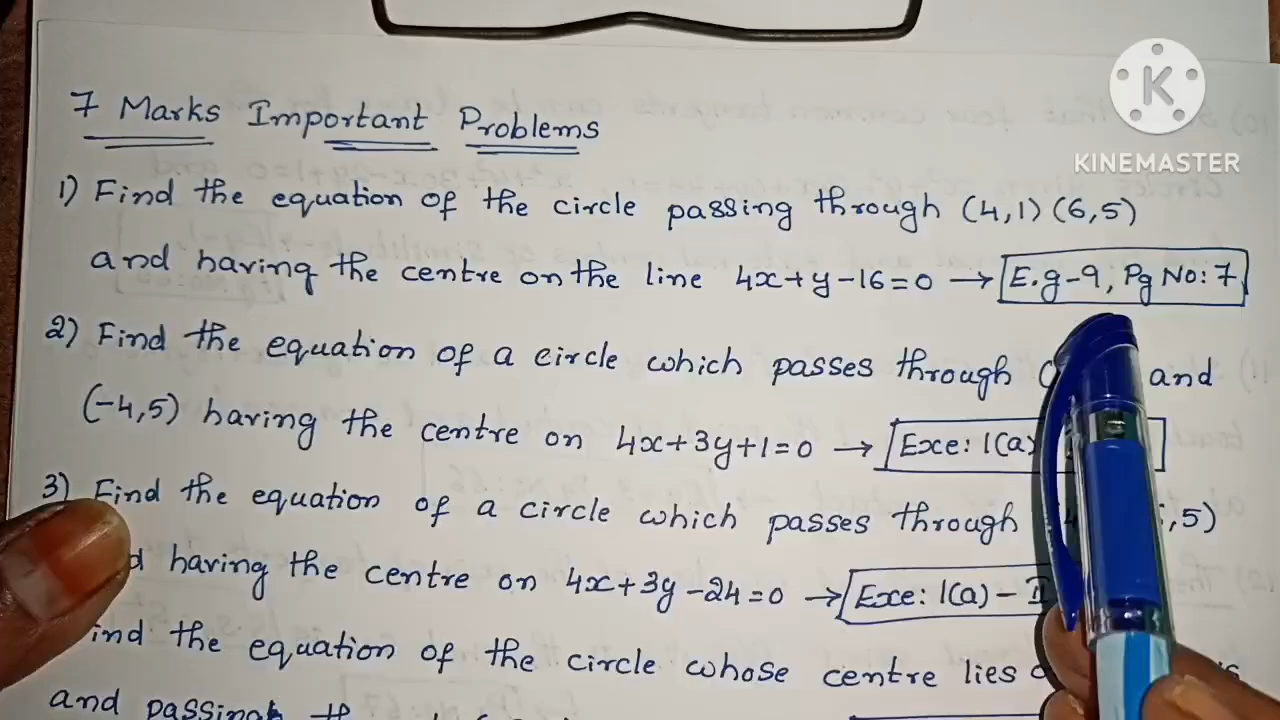 7 Marks Important Problems
1) Find the equation of the circle passing through (4,1) (6,5)
and having the centre on the line 4x+y-16=0 → E.g-9, Pg No: 7
2) Find the equation of a circle which passes through and
(-4,5) having the centre on 4x+3y+1=0 → Exe: 1(a)
3) Find the equation of a circle which passes through ,5)
having the centre on 4x+3y-24=0 → Exe: 1(a) - I
the equation of the circle whose centre lies
and passing
K
KINEMASTER